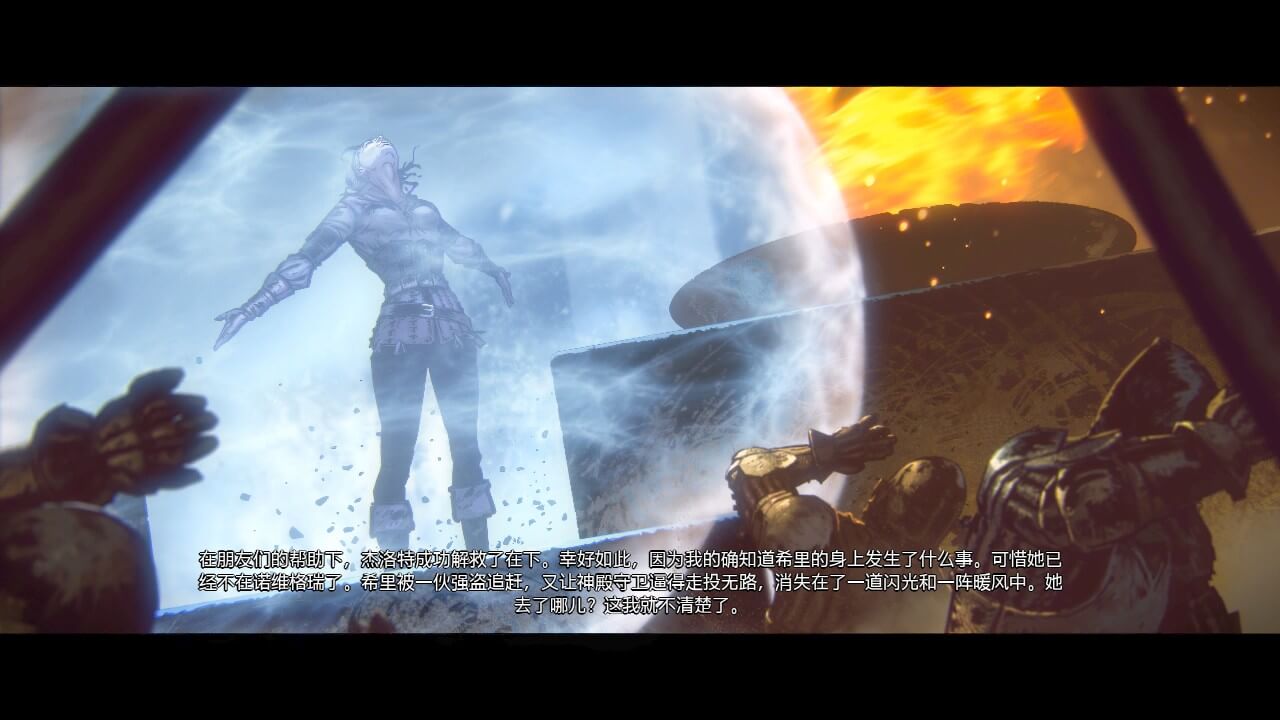 在朋友们的帮助下，杰洛特成功解救了在下。幸好如此，因为我的确知道希里的身上发生了什么事。可惜她已
经不在诺维格瑞了。希里被一伙强盗追赶，又让神殿守卫逼得走投无路，消失在了一道闪光和一阵暖风中。她
去了哪儿？这我就不清楚了。